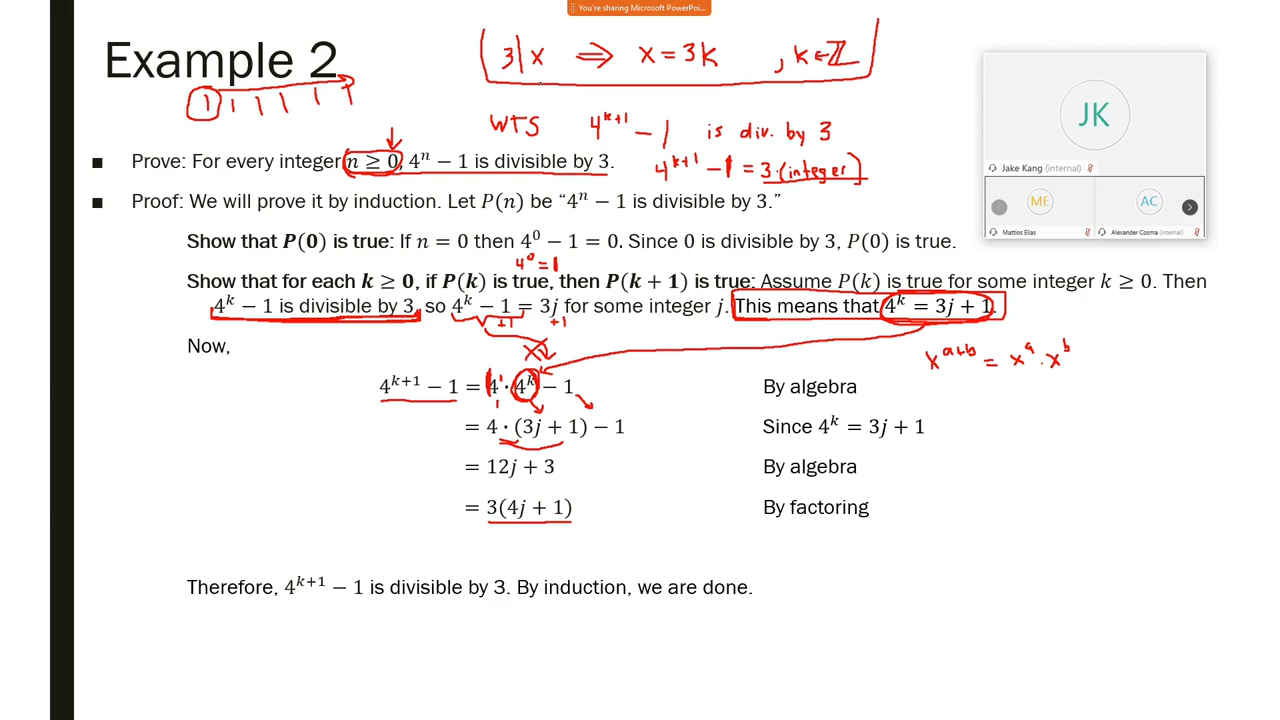 You're sharing Microsoft PowerPoi...
Example 2
3|x ⟹ x = 3k , k ∈ ℤ
1 1 1 1 1 1
WTS 4^{k+1} − 1 is div. by 3
■ Prove: For every integer n ≥ 0, 4^n − 1 is divisible by 3.
4^{k+1} − 1 = 3·(integer)
■ Proof: We will prove it by induction. Let P(n) be “4^n − 1 is divisible by 3.”
Show that P(0) is true: If n = 0 then 4^0 − 1 = 0. Since 0 is divisible by 3, P(0) is true.
4^0 = 1
Show that for each k ≥ 0, if P(k) is true, then P(k + 1) is true: Assume P(k) is true for some integer k ≥ 0. Then
4^k − 1 is divisible by 3, so 4^k − 1 = 3j for some integer j. This means that 4^k = 3j + 1.
+1 +1
Now,
x^{a+b} = x^a · x^b
4^{k+1} − 1 = 4^1 · 4^k − 1 By algebra
= 4 · (3j + 1) − 1 Since 4^k = 3j + 1
= 12j + 3 By algebra
= 3(4j + 1) By factoring
Therefore, 4^{k+1} − 1 is divisible by 3. By induction, we are done.
JK
Jake Kang (internal)
ME
AC
Mattios Elias
Alexander Cosma (internal)